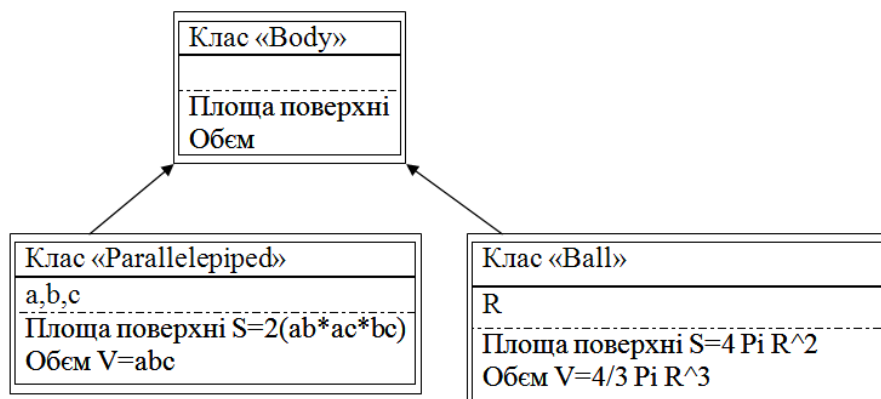 Клас «Body»
Площа поверхні
Обєм
Клас «Parallelepiped»
a,b,c
Площа поверхні S=2(ab*ac*bc)
Обєм V=abc
Клас «Ball»
R
Площа поверхні S=4 Pi R^2
Обєм V=4/3 Pi R^3